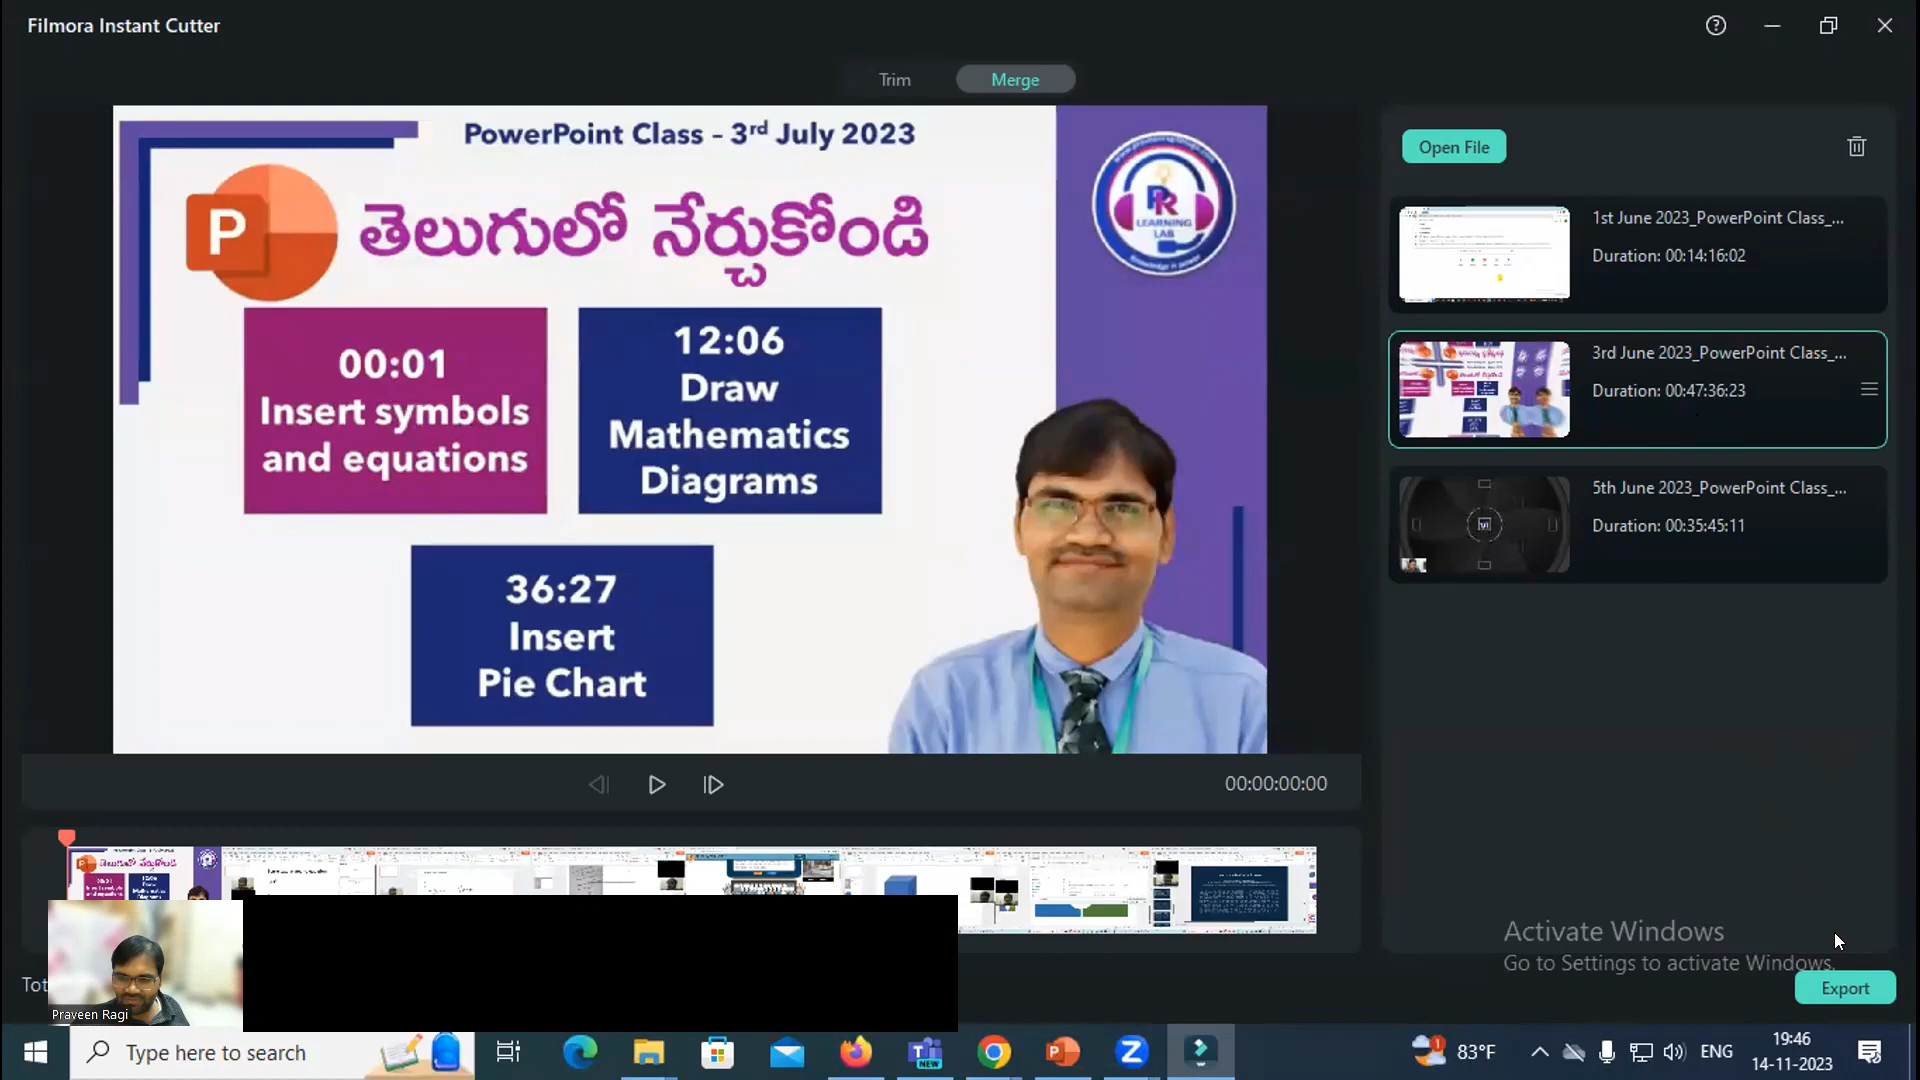 Filmora Instant Cutter
Trim
Merge
PowerPoint Class – 3rd July 2023
P
తెలుగులో నేర్చుకోండి
PR
LEARNING
LAB
00:01
Insert symbols
and equations
12:06
Draw
Mathematics
Diagrams
36:27
Insert
Pie Chart
Open File
1st June 2023_PowerPoint Class_...
Duration: 00:14:16:02
3rd June 2023_PowerPoint Class_...
Duration: 00:47:36:23
5th June 2023_PowerPoint Class_...
Duration: 00:35:45:11
00:00:00:00
Activate Windows
Go to Settings to activate Windows.
Tot
Praveen Ragi
Export
Type here to search
NEW
83°F
ENG
19:46
14-11-2023